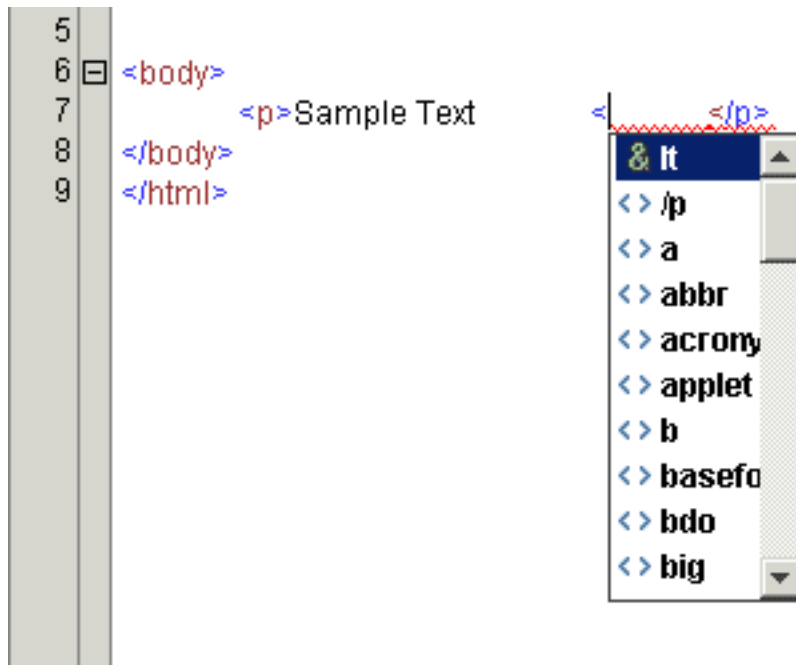 5
6 <body>
7 <p>Sample Text < </p>
8 </body>
9 </html>
& lt
<> /p
<> a
<> abbr
<> acrony
<> applet
<> b
<> basefo
<> bdo
<> big